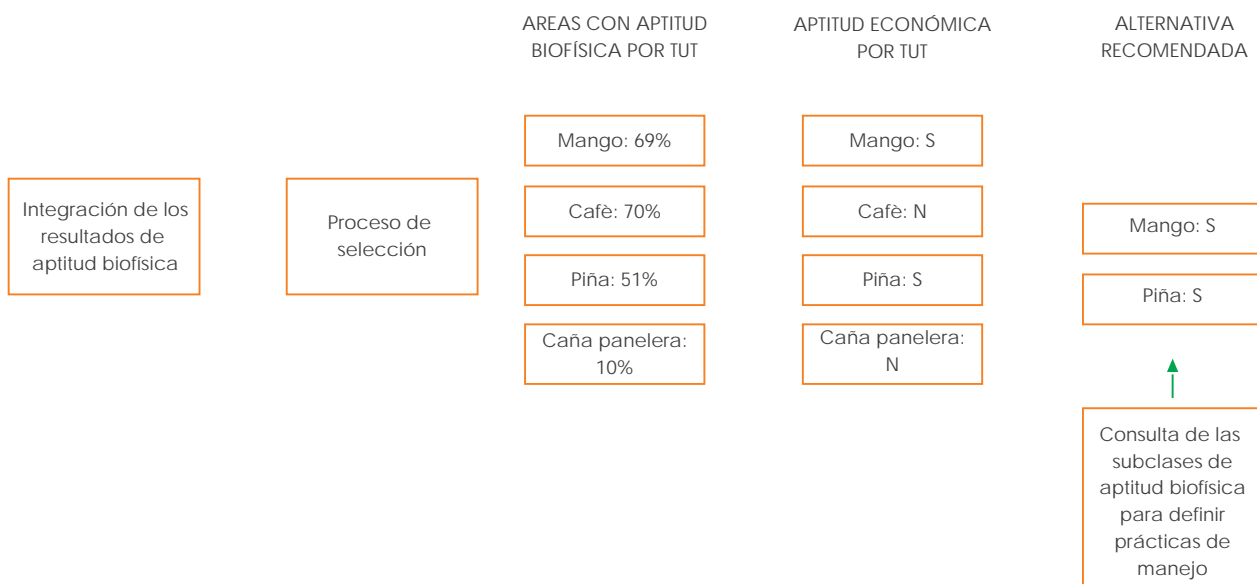 AREAS CON APTITUD
BIOFÍSICA POR TUT
APTITUD ECONÓMICA
POR TUT
ALTERNATIVA
RECOMENDADA
Integración de los
resultados de
aptitud biofísica
Proceso de
selección
Mango: 69%
Cafè: 70%
Piña: 51%
Caña panelera:
10%
Mango: S
Cafè: N
Piña: S
Caña panelera:
N
Mango: S
Piña: S
Consulta de las
subclases de
aptitud biofísica
para definir
prácticas de
manejo